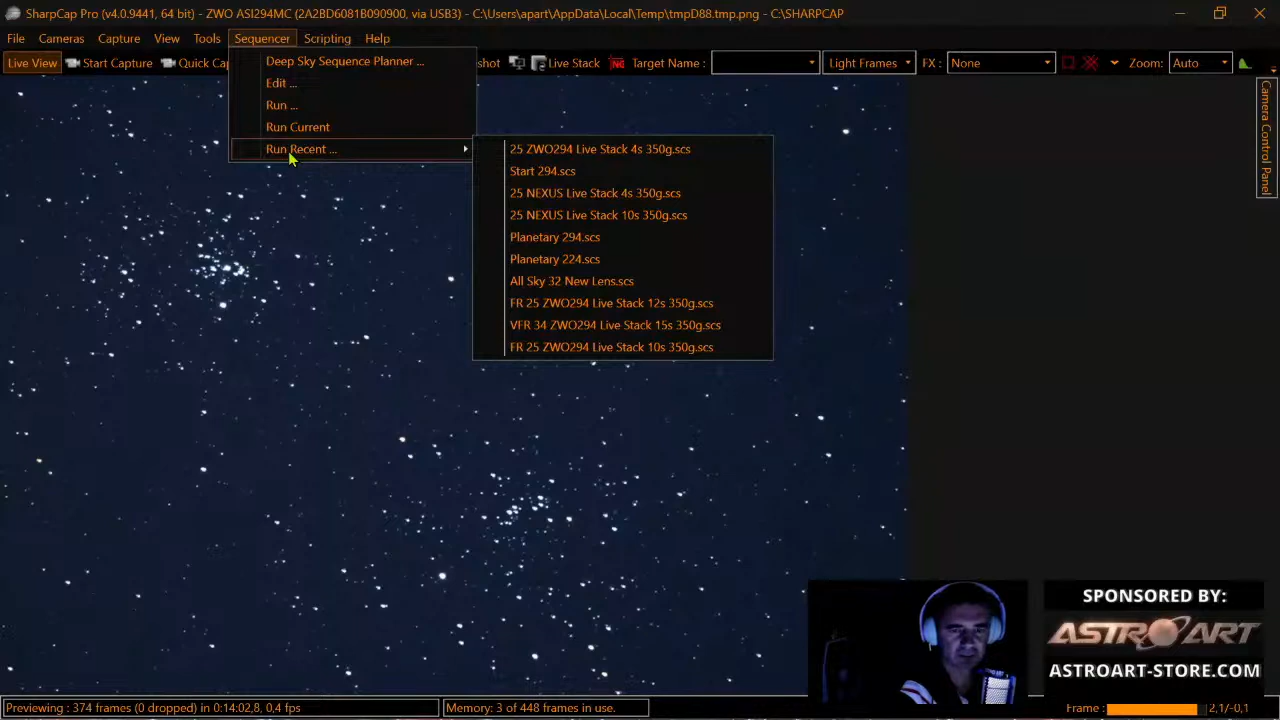 SharpCap Pro (v4.0.9441, 64 bit) - ZWO ASI294MC (2A2BD6081B090900, via USB3) - C:\Users\apart\AppData\Local\Temp\tmpD88.tmp.png - C:\SHARPCAP
File Cameras Capture View Tools Sequencer Scripting Help
Live View Start Capture Quick Cap shot Live Stack Target Name : Light Frames FX : None Zoom: Auto
Deep Sky Sequence Planner ...
Edit ...
Run ...
Run Current
Run Recent ...
25 ZWO294 Live Stack 4s 350g.scs
Start 294.scs
25 NEXUS Live Stack 4s 350g.scs
25 NEXUS Live Stack 10s 350g.scs
Planetary 294.scs
Planetary 224.scs
All Sky 32 New Lens.scs
FR 25 ZWO294 Live Stack 12s 350g.scs
VFR 34 ZWO294 Live Stack 15s 350g.scs
FR 25 ZWO294 Live Stack 10s 350g.scs
Camera Control Panel
SPONSORED BY:
ASTROART
ASTROART-STORE.COM
Previewing : 374 frames (0 dropped) in 0:14:02,8, 0,4 fps Memory: 3 of 448 frames in use. Frame : 2,1/-0,1